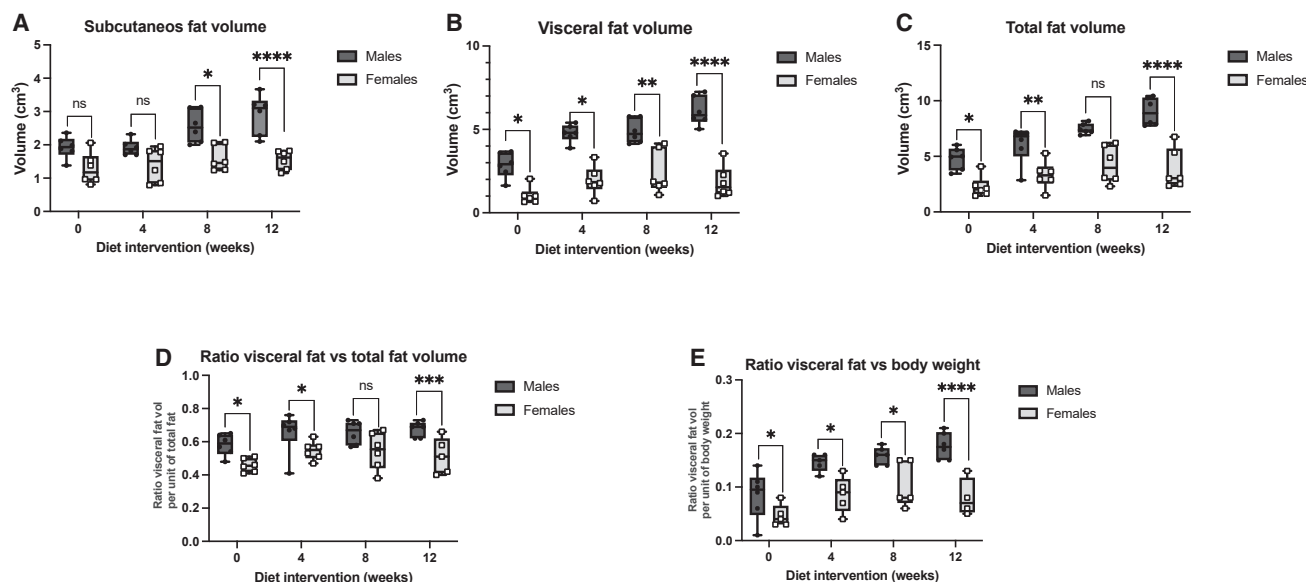 A
Subcutaneos fat volume
Volume (cm3)
5
4
3
2
1
0
ns
ns
*
****
0
4
8
12
Diet intervention (weeks)
Males
Females
B
Visceral fat volume
Volume (cm3)
10
5
0
*
*
**
****
0
4
8
12
Diet intervention (weeks)
Males
Females
C
Total fat volume
Volume (cm3)
15
10
5
0
*
**
ns
****
0
4
8
12
Diet intervention (weeks)
Males
Females
D
Ratio visceral fat vs total fat volume
Ratio visceral fat vol
per unit of total fat
1.0
0.8
0.6
0.4
0.2
0.0
*
*
ns
***
0
4
8
12
Diet intervention (weeks)
Males
Females
E
Ratio visceral fat vs body weight
Ratio visceral fat vol
per unit of body weight
0.3
0.2
0.1
0.0
*
*
*
****
0
4
8
12
Diet intervention (weeks)
Males
Females